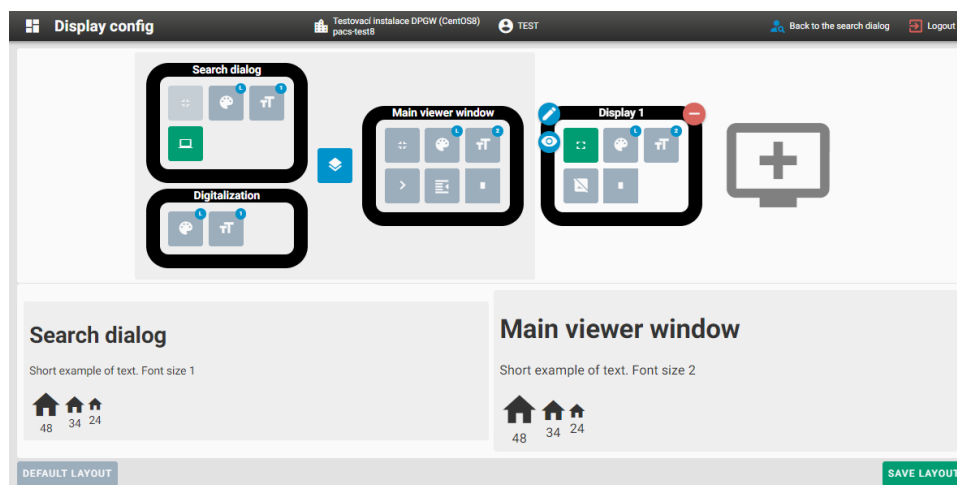 Display config
Testovací instalace DPGW (CentOS8)
pacs-test8
TEST
Back to the search dialog
Logout
Search dialog
L
1
Main viewer window
L
2
Display 1
L
2
Digitalization
L
1
Search dialog
Short example of text. Font size 1
48
34
24
Main viewer window
Short example of text. Font size 2
48
34
24
DEFAULT LAYOUT
SAVE LAYOUT